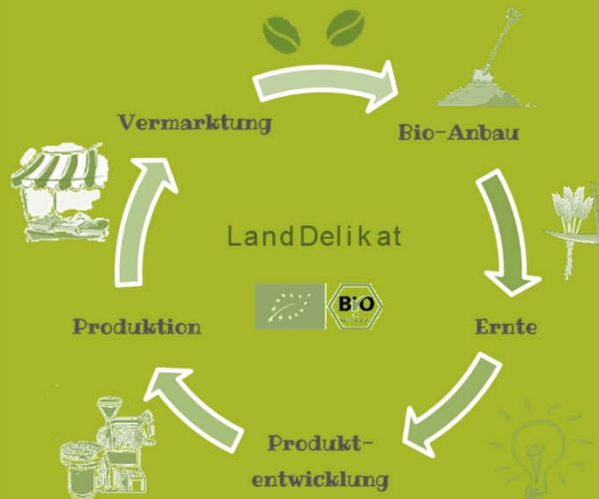 Vermarktung
Bio-Anbau
LandDelikat
BiO
Produktion
Ernte
Produkt-
entwicklung